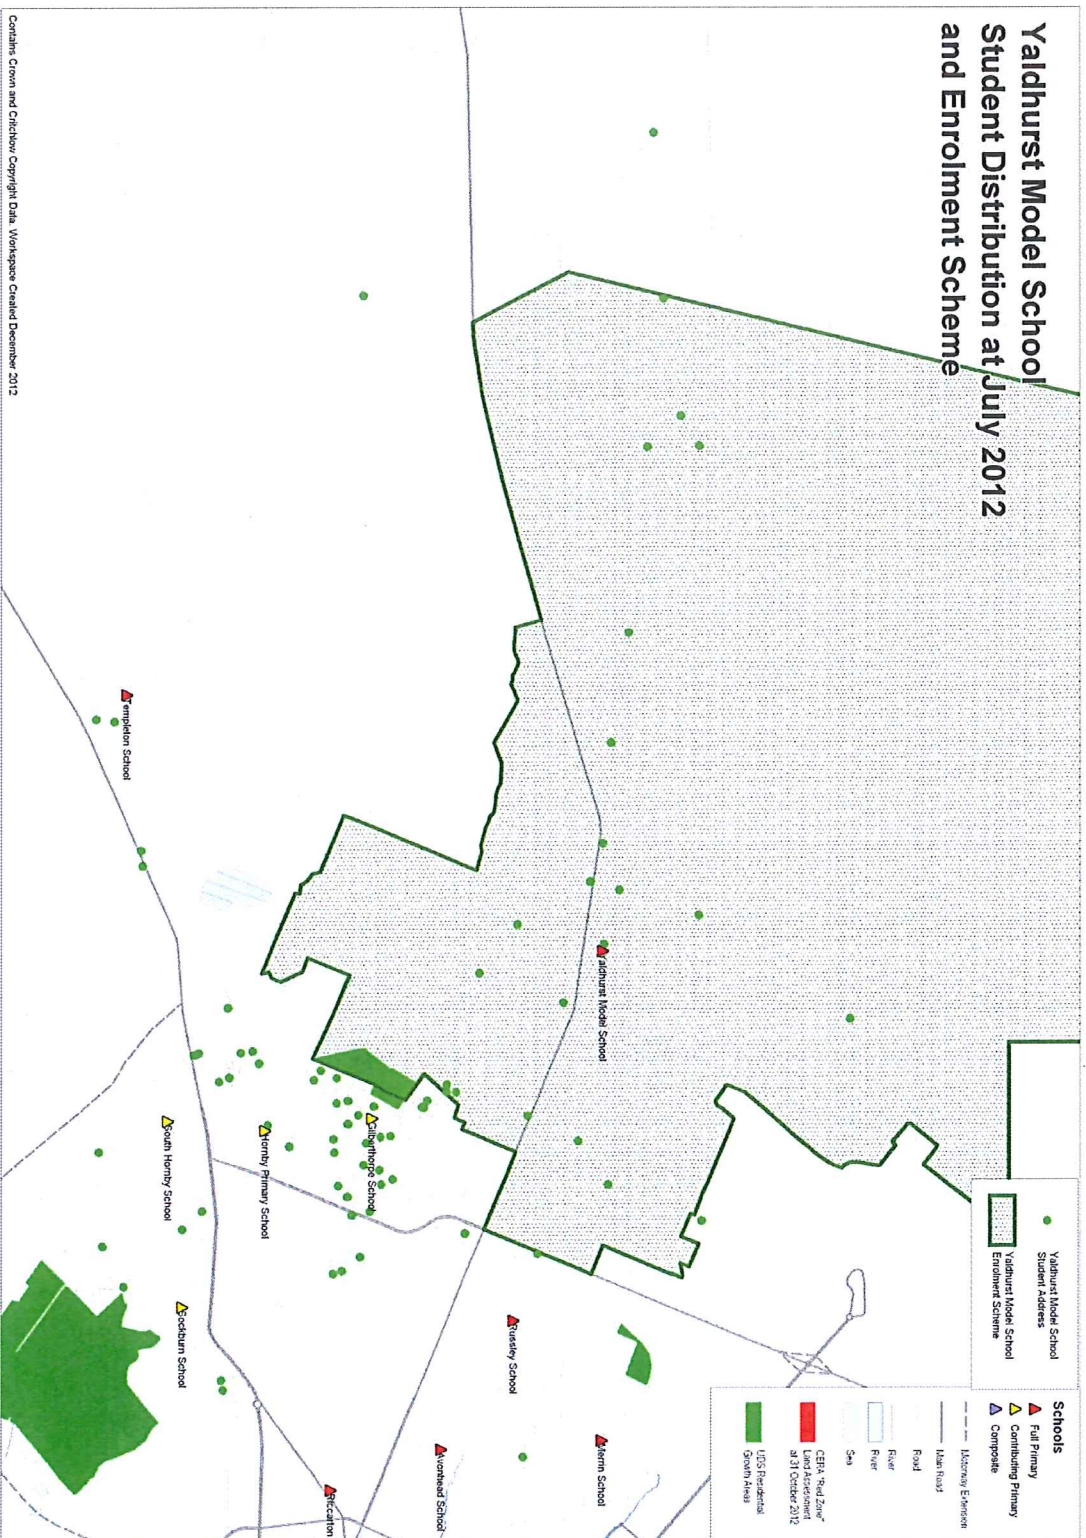 Yaldhurst Model School
Student Distribution at July 2012
and Enrolment Scheme
Yaldhurst Model School
Student Address
Yaldhurst Model School
Enrolment Scheme
Schools
Full Primary
Contributing Primary
Composite
Motorway Extension
Main Road
Road
River
River
Sea
CERA "Red Zone"
Land Assessment
at 31 October 2012
UDS Residential
Growth Areas
Yaldhurst Model School
Merrin School
Russley School
Avonhead School
Riccarton
Gilberthorpe School
Hornby Primary School
South Hornby School
Sockburn School
Templeton School
Contains Crown and Critchlow Copyright Data. Workspace Created December 2012